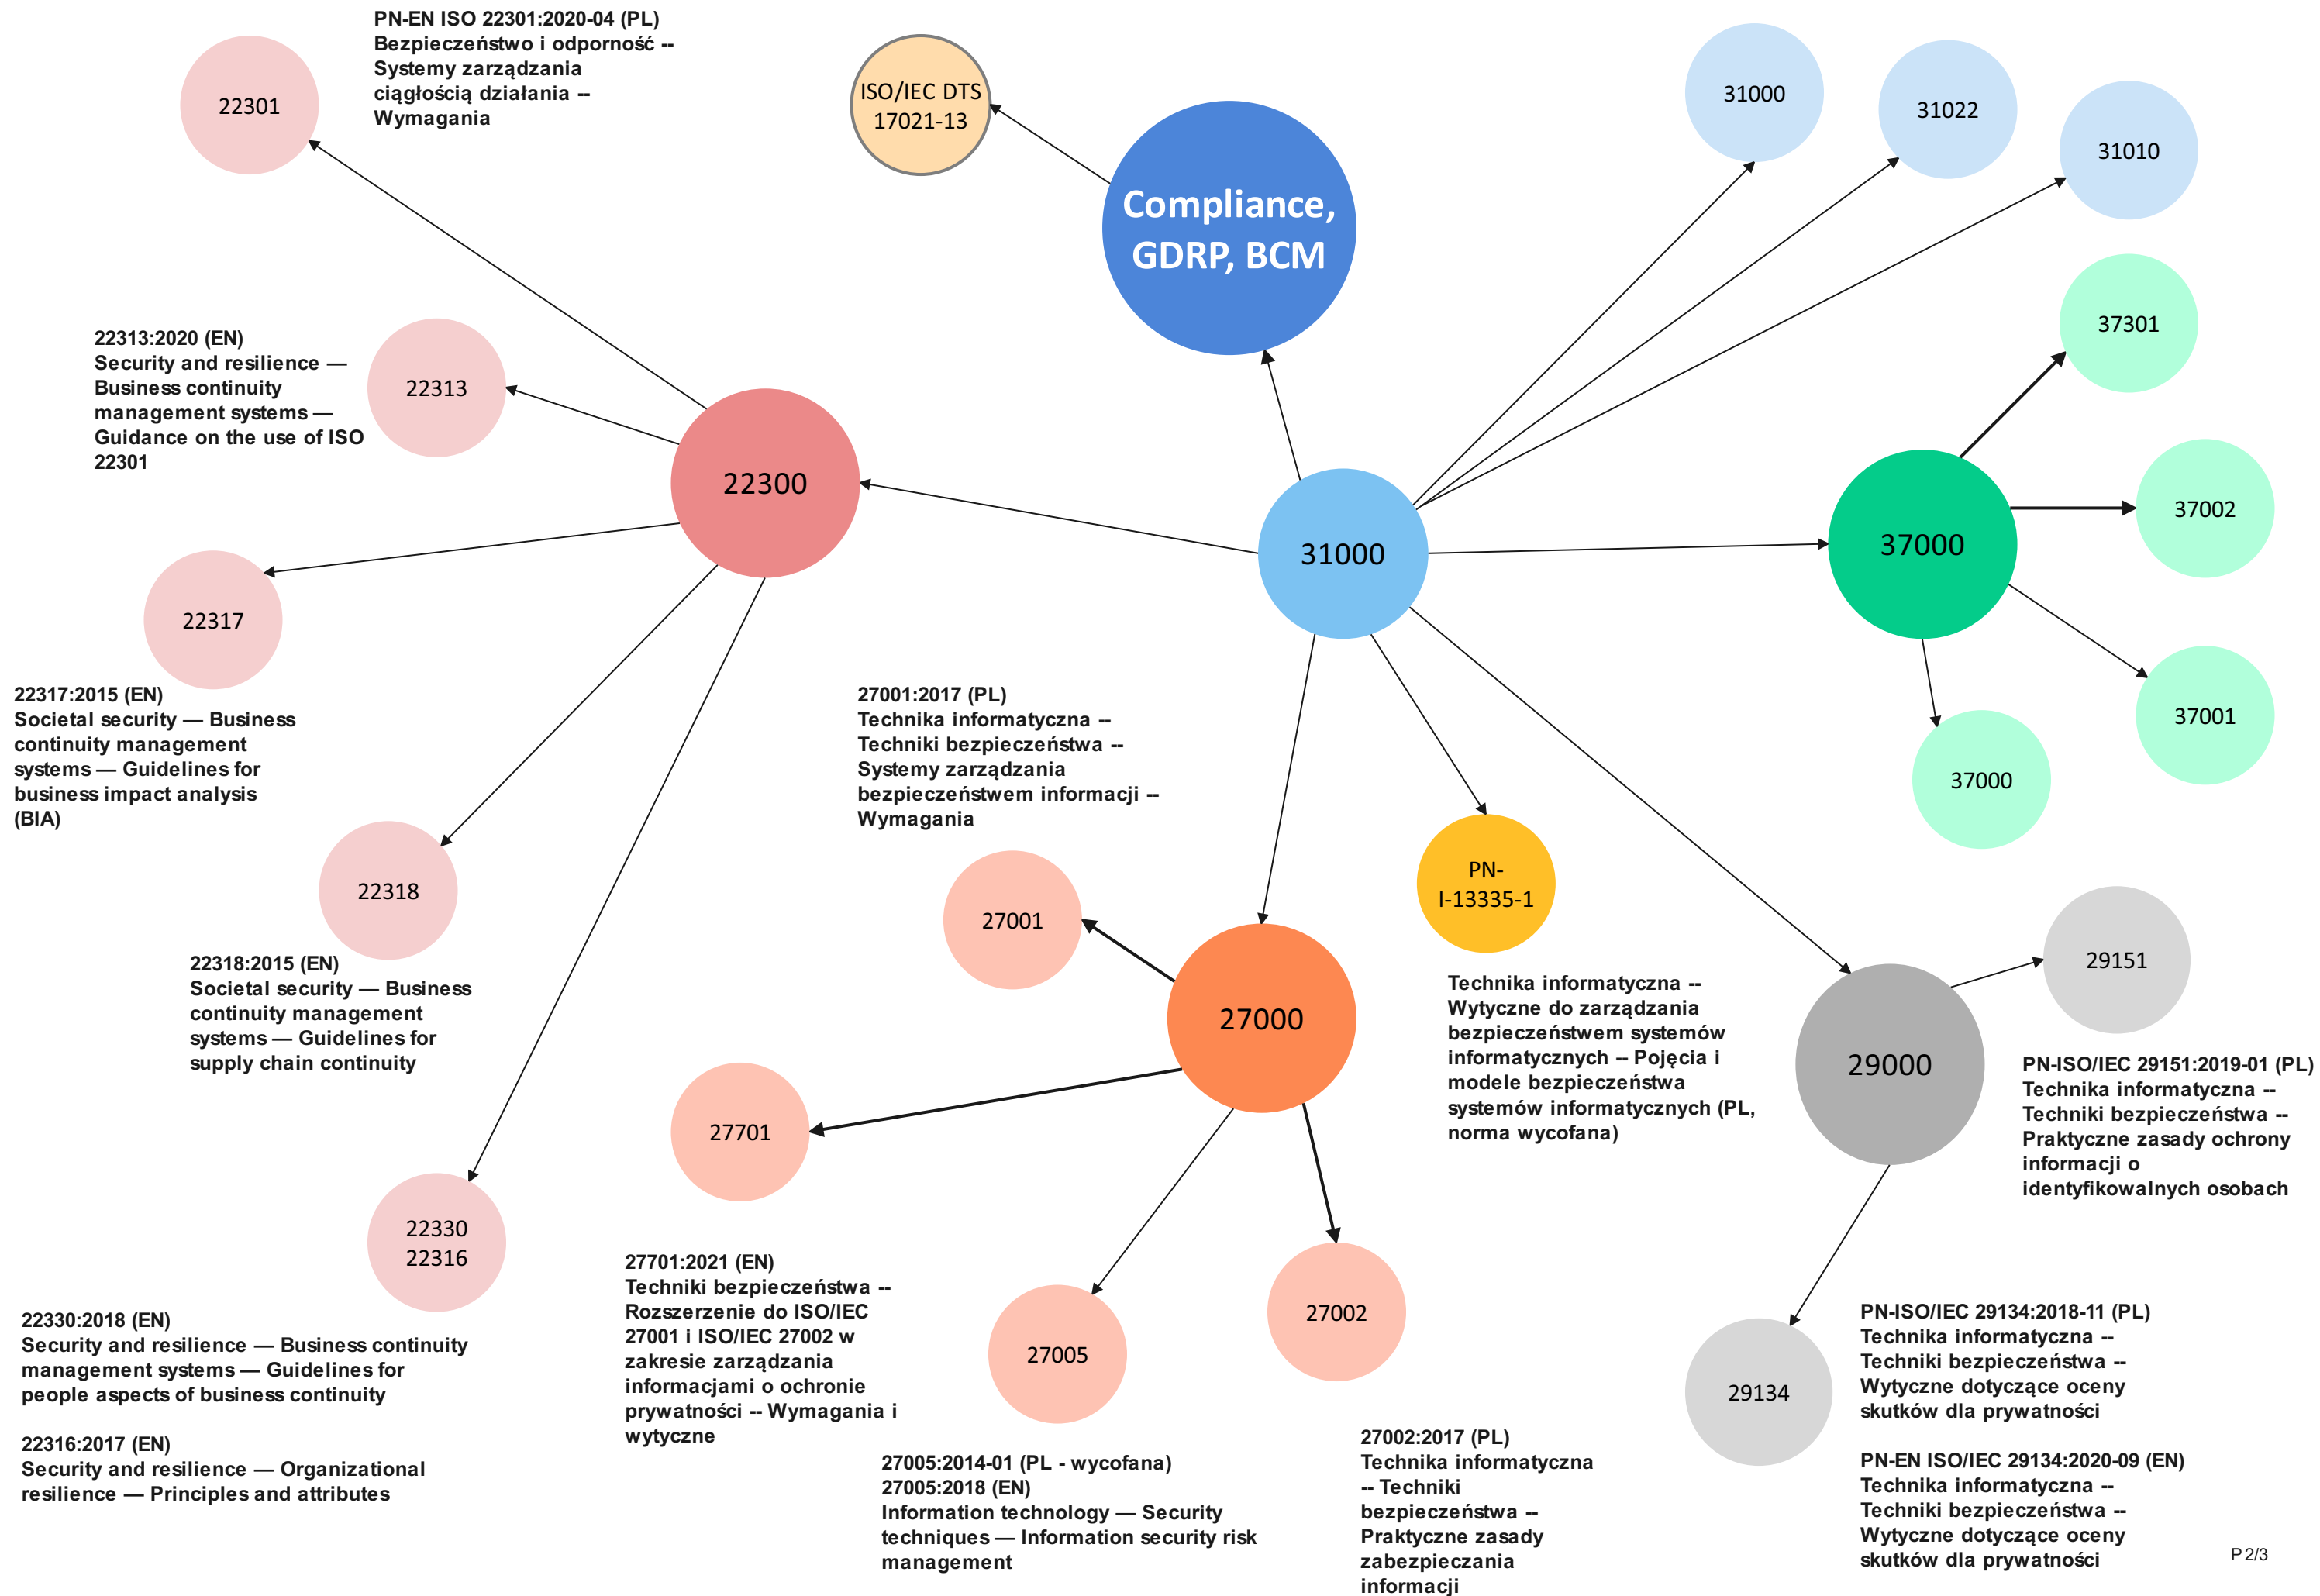 PN-EN ISO 22301:2020-04 (PL)
Bezpieczeństwo i odporność --
Systemy zarządzania
ciągłością działania --
Wymagania
22301
ISO/IEC DTS
17021-13
Compliance,
GDRP, BCM
31000
31022
31010
37301
22313:2020 (EN)
Security and resilience —
Business continuity
management systems —
Guidance on the use of ISO
22301
22313
22300
31000
37000
37002
37001
37000
22317
22317:2015 (EN)
Societal security — Business
continuity management
systems — Guidelines for
business impact analysis
(BIA)
27001:2017 (PL)
Technika informatyczna --
Techniki bezpieczeństwa --
Systemy zarządzania
bezpieczeństwem informacji --
Wymagania
22318
22318:2015 (EN)
Societal security — Business
continuity management
systems — Guidelines for
supply chain continuity
27001
27000
PN-
I-13335-1
Technika informatyczna --
Wytyczne do zarządzania
bezpieczeństwem systemów
informatycznych -- Pojęcia i
modele bezpieczeństwa
systemów informatycznych (PL,
norma wycofana)
29000
29151
PN-ISO/IEC 29151:2019-01 (PL)
Technika informatyczna --
Techniki bezpieczeństwa --
Praktyczne zasady ochrony
informacji o
identyfikowalnych osobach
27701
22330
22316
22330:2018 (EN)
Security and resilience — Business continuity
management systems — Guidelines for
people aspects of business continuity
22316:2017 (EN)
Security and resilience — Organizational
resilience — Principles and attributes
27701:2021 (EN)
Techniki bezpieczeństwa --
Rozszerzenie do ISO/IEC
27001 i ISO/IEC 27002 w
zakresie zarządzania
informacjami o ochronie
prywatności -- Wymagania i
wytyczne
27005
27005:2014-01 (PL - wycofana)
27005:2018 (EN)
Information technology — Security
techniques — Information security risk
management
27002
27002:2017 (PL)
Technika informatyczna
-- Techniki
bezpieczeństwa --
Praktyczne zasady
zabezpieczania
informacji
29134
PN-ISO/IEC 29134:2018-11 (PL)
Technika informatyczna --
Techniki bezpieczeństwa --
Wytyczne dotyczące oceny
skutków dla prywatności
PN-EN ISO/IEC 29134:2020-09 (EN)
Technika informatyczna --
Techniki bezpieczeństwa --
Wytyczne dotyczące oceny
skutków dla prywatności
P 2/3